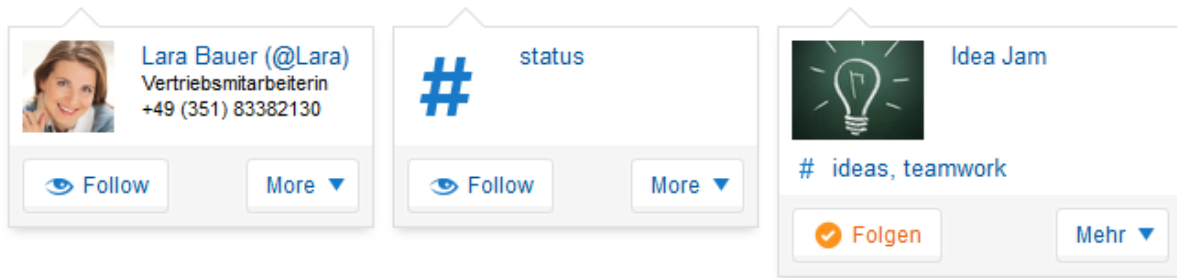 Lara Bauer (@Lara)
Vertriebsmitarbeiterin
+49 (351) 83382130
Follow
More
#
status
Follow
More
Idea Jam
# ideas, teamwork
Folgen
Mehr